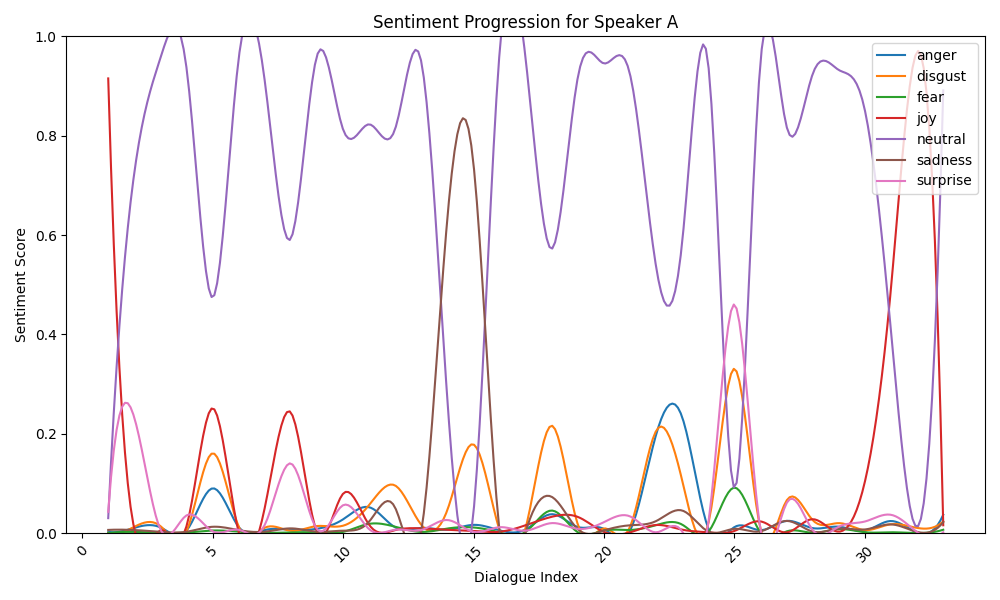 Sentiment Progression for Speaker A
1.0
0.8
0.6
0.4
0.2
0.0
Sentiment Score
anger
disgust
fear
joy
neutral
sadness
surprise
0
5
10
15
20
25
30
Dialogue Index